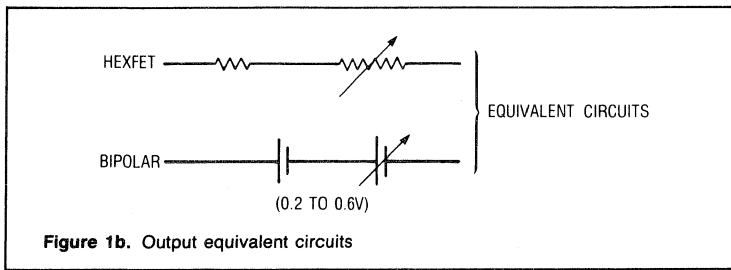 HEXFET
EQUIVALENT CIRCUITS
BIPOLAR
(0.2 TO 0.6V)
Figure 1b. Output equivalent circuits